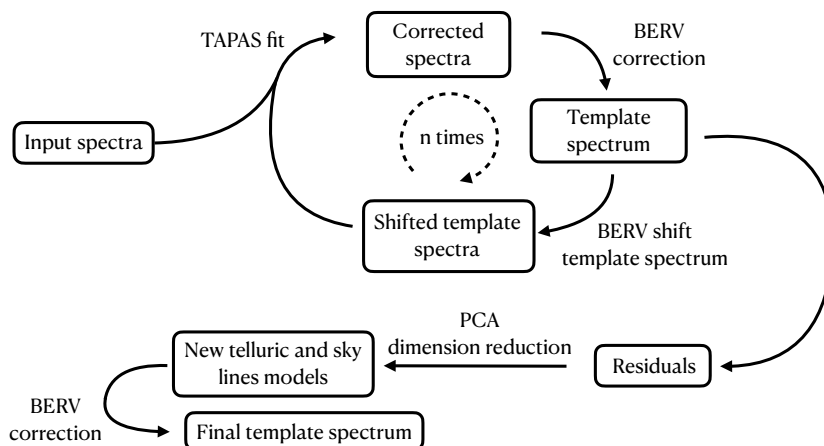 TAPAS fit
Corrected
spectra
BERV
correction
Input spectra
n times
Template
spectrum
Shifted template
spectra
BERV shift
template spectrum
PCA
dimension reduction
New telluric and sky
lines models
Residuals
BERV
correction
Final template spectrum